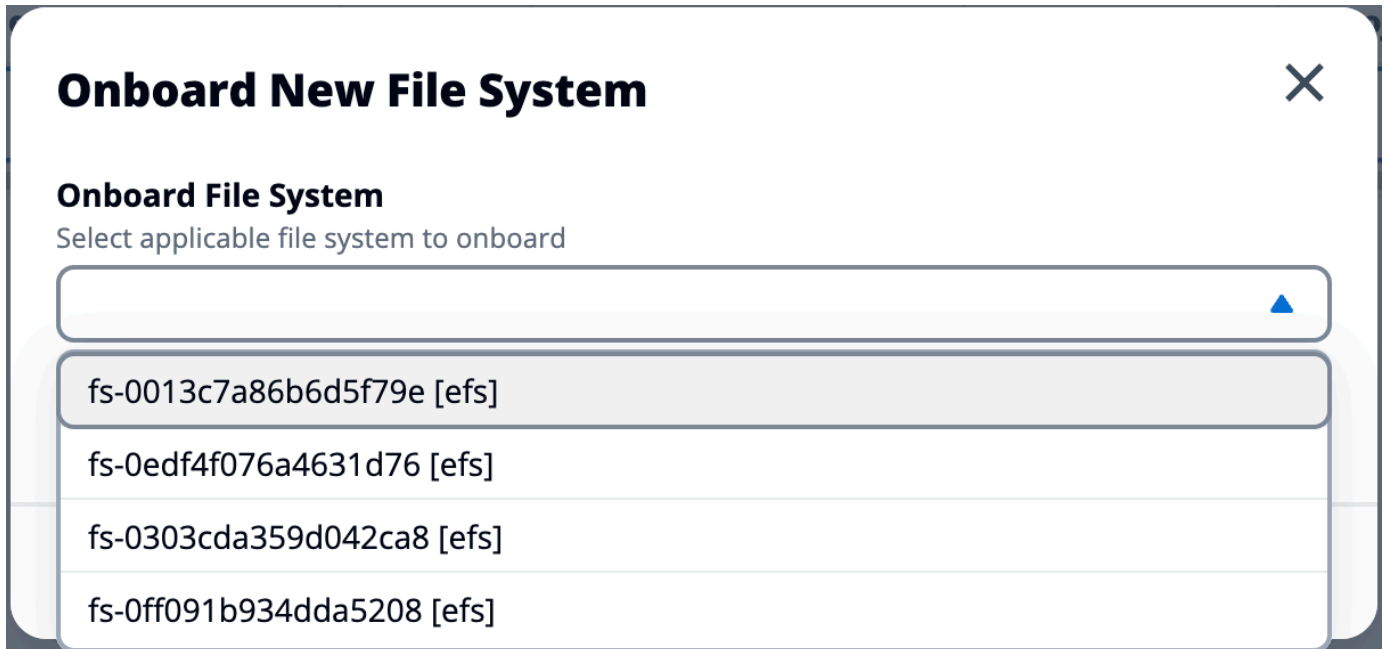 Onboard New File System
Onboard File System
Select applicable file system to onboard
fs-0013c7a86b6d5f79e [efs]
fs-0edf4f076a4631d76 [efs]
fs-0303cda359d042ca8 [efs]
fs-0ff091b934dda5208 [efs]